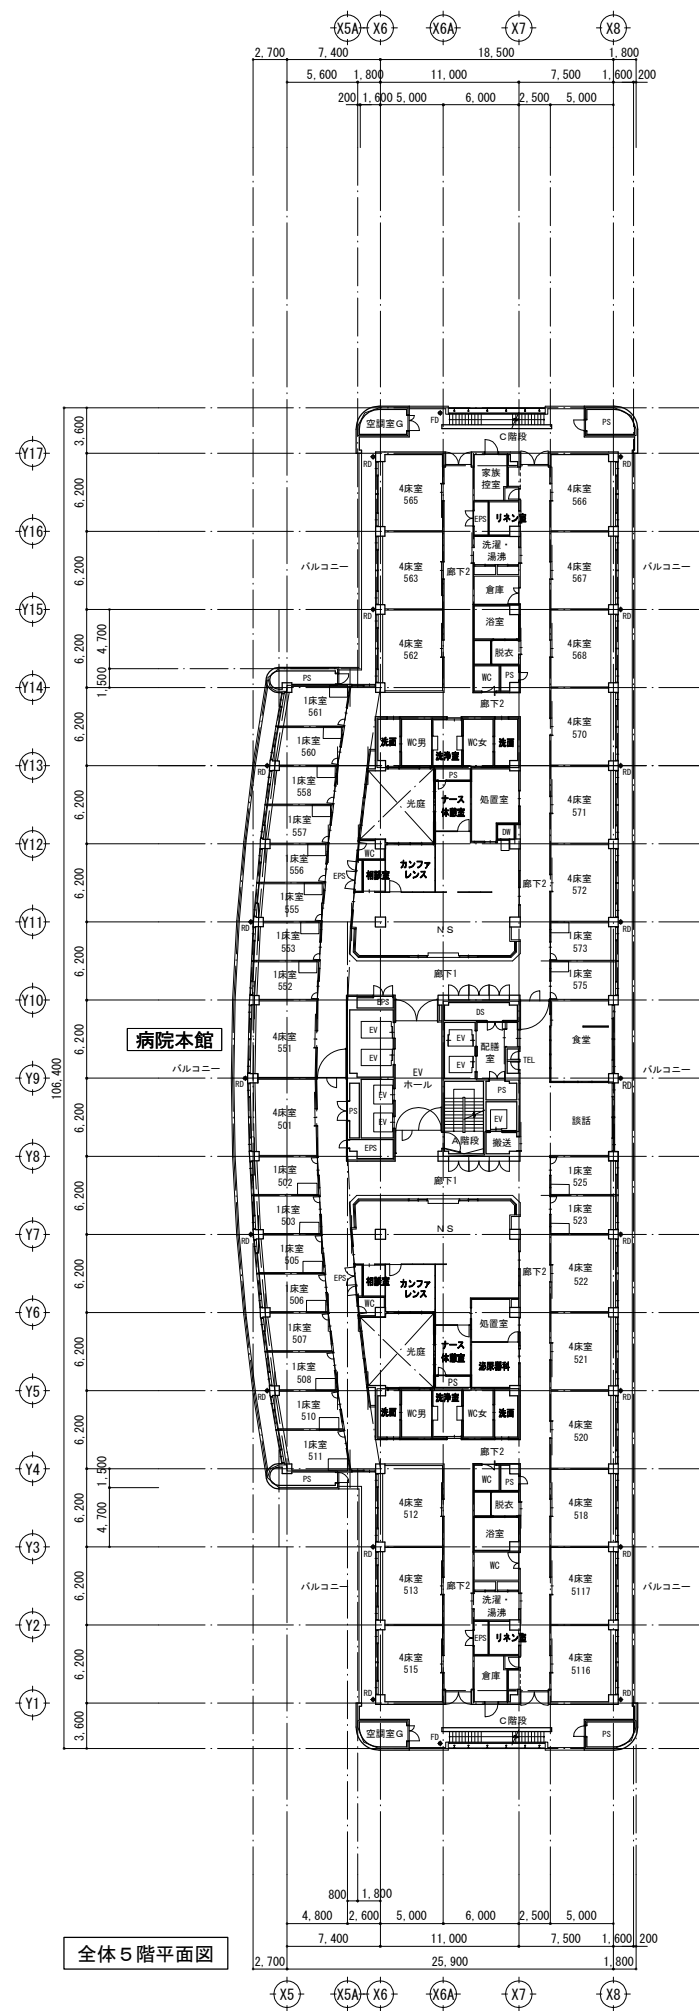 X5A X6 X6A X7 X8
2,700 7,400 18,500 1,800
5,600 1,800 11,000 7,500 1,600 200
200 1,600 5,000 6,000 2,500 5,000
3,600
空調室G FD C階段 PS
Y17
RD 家族 RD
控室
4床室 4床室
565 566
6,200
EPS リネン室
Y16
洗濯・
湯沸
4床室 4床室
563 廊下2 567
バルコニー バルコニー
6,200
倉庫
Y15
RD 浴室 RD
4,700
4床室 4床室
562 568
6,200
脱衣
1,500
PS WC PS
Y14
1床室 廊下2
561
4床室
570
6,200
洗面 WC男 洗浄室 WC女 洗面
1床室
560
Y13
RD PS RD
1床室
558
光庭 ナース 処置室
休憩室
4床室
571
6,200
1床室
557 DW
Y12
1床室 WC
556
EPS 相談室 カンファ
レンス
廊下2
4床室
572
6,200
1床室
555
Y11
RD NS RD
1床室 1床室
553 573
6,200
廊下1
1床室 1床室
552 575
Y10
EPS DS
病院本館
4床室
551
EV EV 配膳
室
食堂
6,200
EV EV EV
ホール
TEL
バルコニー バルコニー
Y9
RD RD
106,400
4床室
501
PS EV PS
EV EV
談話
6,200
EPS A階段 搬送
Y8
1床室 廊下1 1床室
502 525
6,200
1床室 1床室
503 NS 523
Y7
RD RD
1床室
505
EPS 相談室 カンファ
レンス
廊下2
4床室
522
6,200
1床室
506 WC
Y6
1床室 処置室
507
光庭 ナース
休憩室
泌尿器科
4床室
521
6,200
1床室
508 PS
Y5
RD RD
1床室
510
洗面 WC男 洗浄室 WC女 洗面
4床室
520
6,200
1床室
511 廊下2
Y4
1,500
PS WC PS
4床室 4床室
512 518
脱衣
6,200
4,700
浴室
Y3
RD RD
WC
4床室 4床室
513 廊下2 5117
バルコニー バルコニー
6,200
洗濯・
湯沸
Y2
EPS リネン室
4床室 4床室
515 5116
6,200
倉庫
RD RD
Y1
C階段
3,600
空調室G FD PS
800 1,800
4,800 2,600 5,000 6,000 2,500 5,000
7,400 11,000 7,500 1,600 200
2,700 25,900 1,800
全体5階平面図
X5 X5A X6 X6A X7 X8